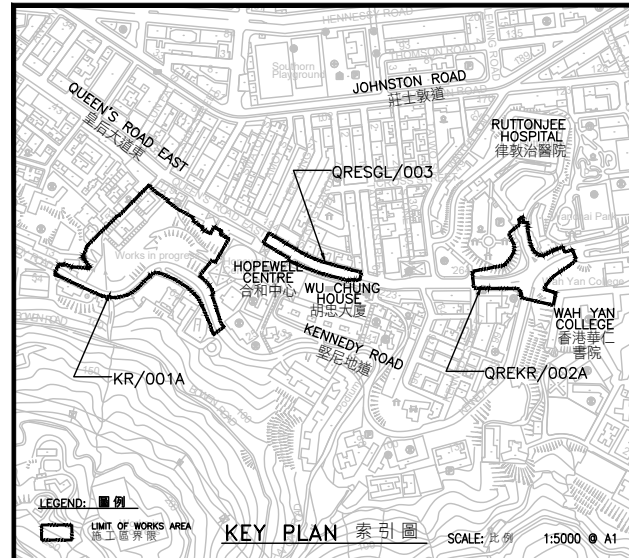 HENNESSY ROAD
Southorn
Playground
THOMSON ROAD
JOHNSTON ROAD
莊士敦道
QUEEN'S ROAD EAST
皇后大道東
RUTTONJEE
HOSPITAL
律敦治醫院
QRESGL/003
Works in progress
HOPEWELL
CENTRE
合和中心
WU CHUNG
HOUSE
胡忠大廈
KENNEDY ROAD
堅尼地道
WAH YAN
COLLEGE
香港華仁
書院
KR/001A
QREKR/002A
LEGEND: 圖例
LIMIT OF WORKS AREA
施工區界限
KEY PLAN 索引圖
SCALE: 比例 1:5000 @ A1